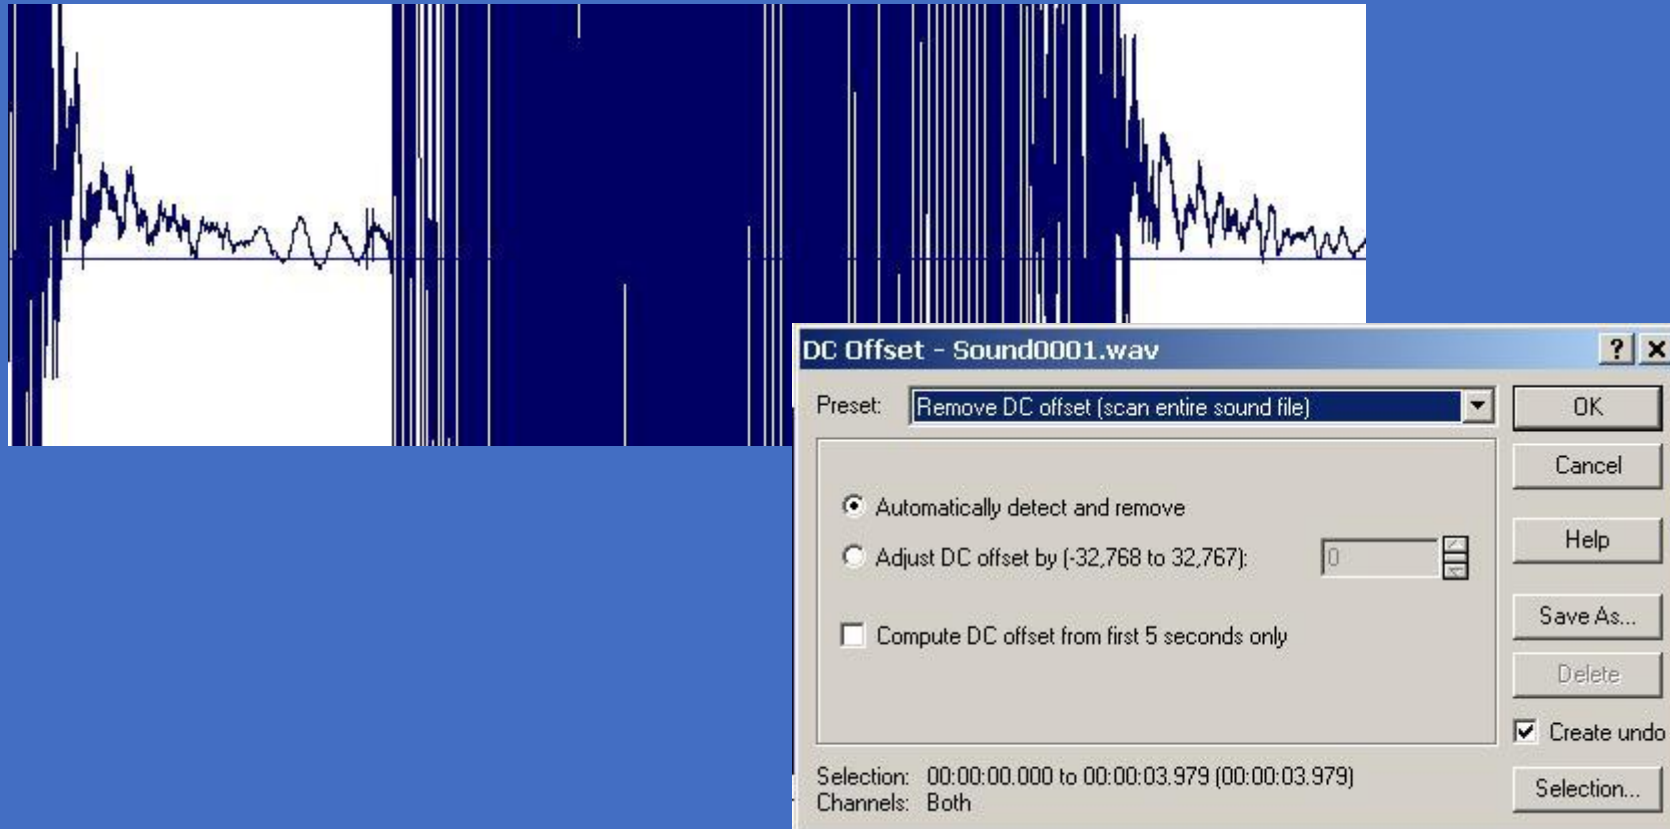 DC Offset - Sound0001.wav
Preset: Remove DC offset (scan entire sound file)
OK
Cancel
Automatically detect and remove
Adjust DC offset by (-32,768 to 32,767): 0
Help
Compute DC offset from first 5 seconds only
Save As...
Delete
Create undo
Selection: 00:00:00.000 to 00:00:03.979 (00:00:03.979)
Channels: Both
Selection...